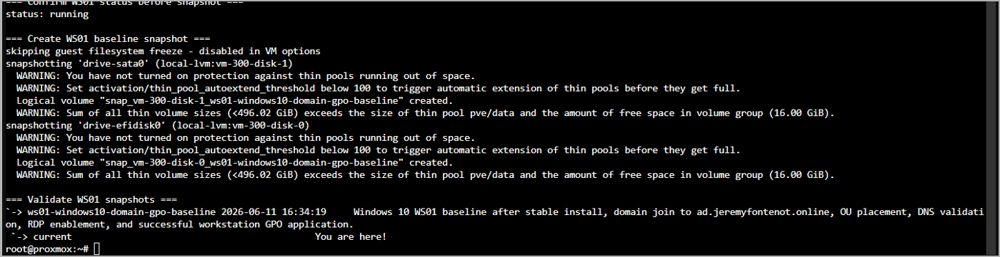 === Confirm WS01 status before snapshot ===
status: running

=== Create WS01 baseline snapshot ===
skipping guest filesystem freeze - disabled in VM options
snapshotting 'drive-sata0' (local-lvm:vm-300-disk-1)
  WARNING: You have not turned on protection against thin pools running out of space.
  WARNING: Set activation/thin_pool_autoextend_threshold below 100 to trigger automatic extension of thin pools before they get full.
  Logical volume "snap_vm-300-disk-1_ws01-windows10-domain-gpo-baseline" created.
  WARNING: Sum of all thin volume sizes (<496.02 GiB) exceeds the size of thin pool pve/data and the amount of free space in volume group (16.00 GiB).
snapshotting 'drive-efidisk0' (local-lvm:vm-300-disk-0)
  WARNING: You have not turned on protection against thin pools running out of space.
  WARNING: Set activation/thin_pool_autoextend_threshold below 100 to trigger automatic extension of thin pools before they get full.
  Logical volume "snap_vm-300-disk-0_ws01-windows10-domain-gpo-baseline" created.
  WARNING: Sum of all thin volume sizes (<496.02 GiB) exceeds the size of thin pool pve/data and the amount of free space in volume group (16.00 GiB).

=== Validate WS01 snapshots ===
`-> ws01-windows10-domain-gpo-baseline 2026-06-11 16:34:19     Windows 10 WS01 baseline after stable install, domain join to ad.jeremyfontenot.online, OU placement, DNS validati
on, RDP enablement, and successful workstation GPO application.
 `-> current                                             You are here!
root@proxmox:~#